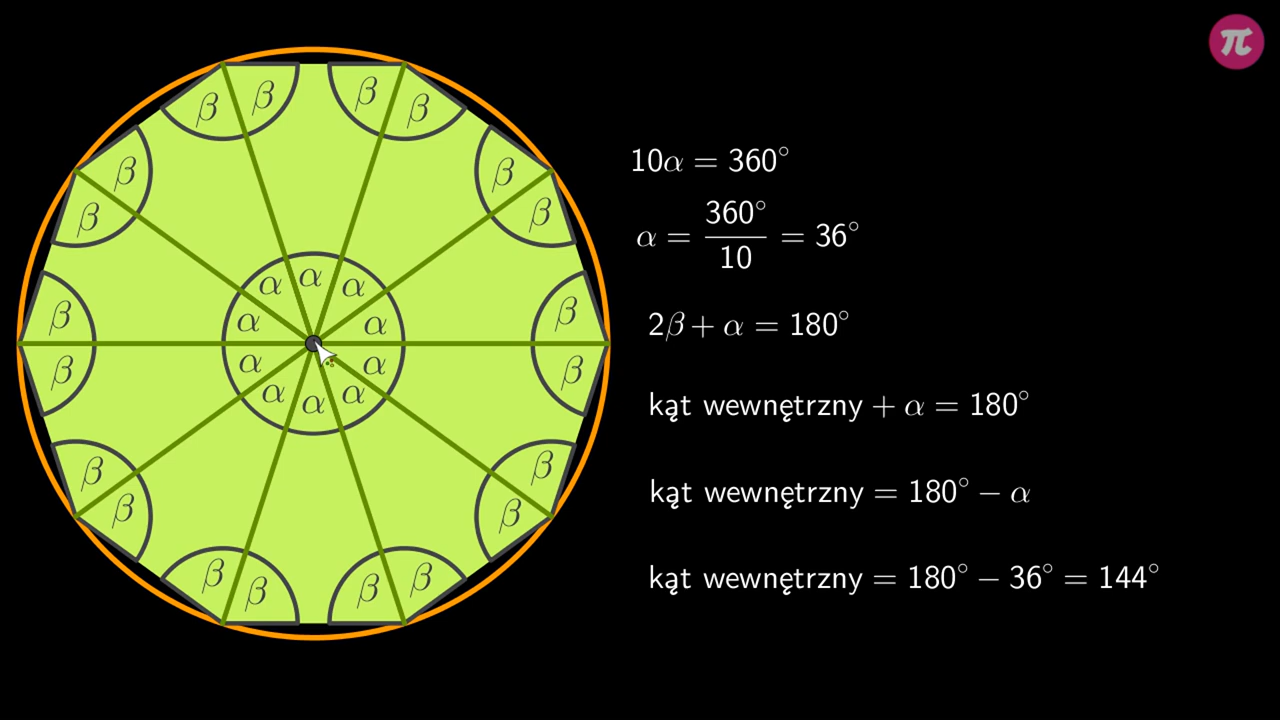 π
β β β β
β β
β β
α α α
α α
β β
β β
α α
α α α
β β
β β
β β β β
10α = 360°
α = 360°/10 = 36°
2β + α = 180°
kąt wewnętrzny + α = 180°
kąt wewnętrzny = 180° − α
kąt wewnętrzny = 180° − 36° = 144°